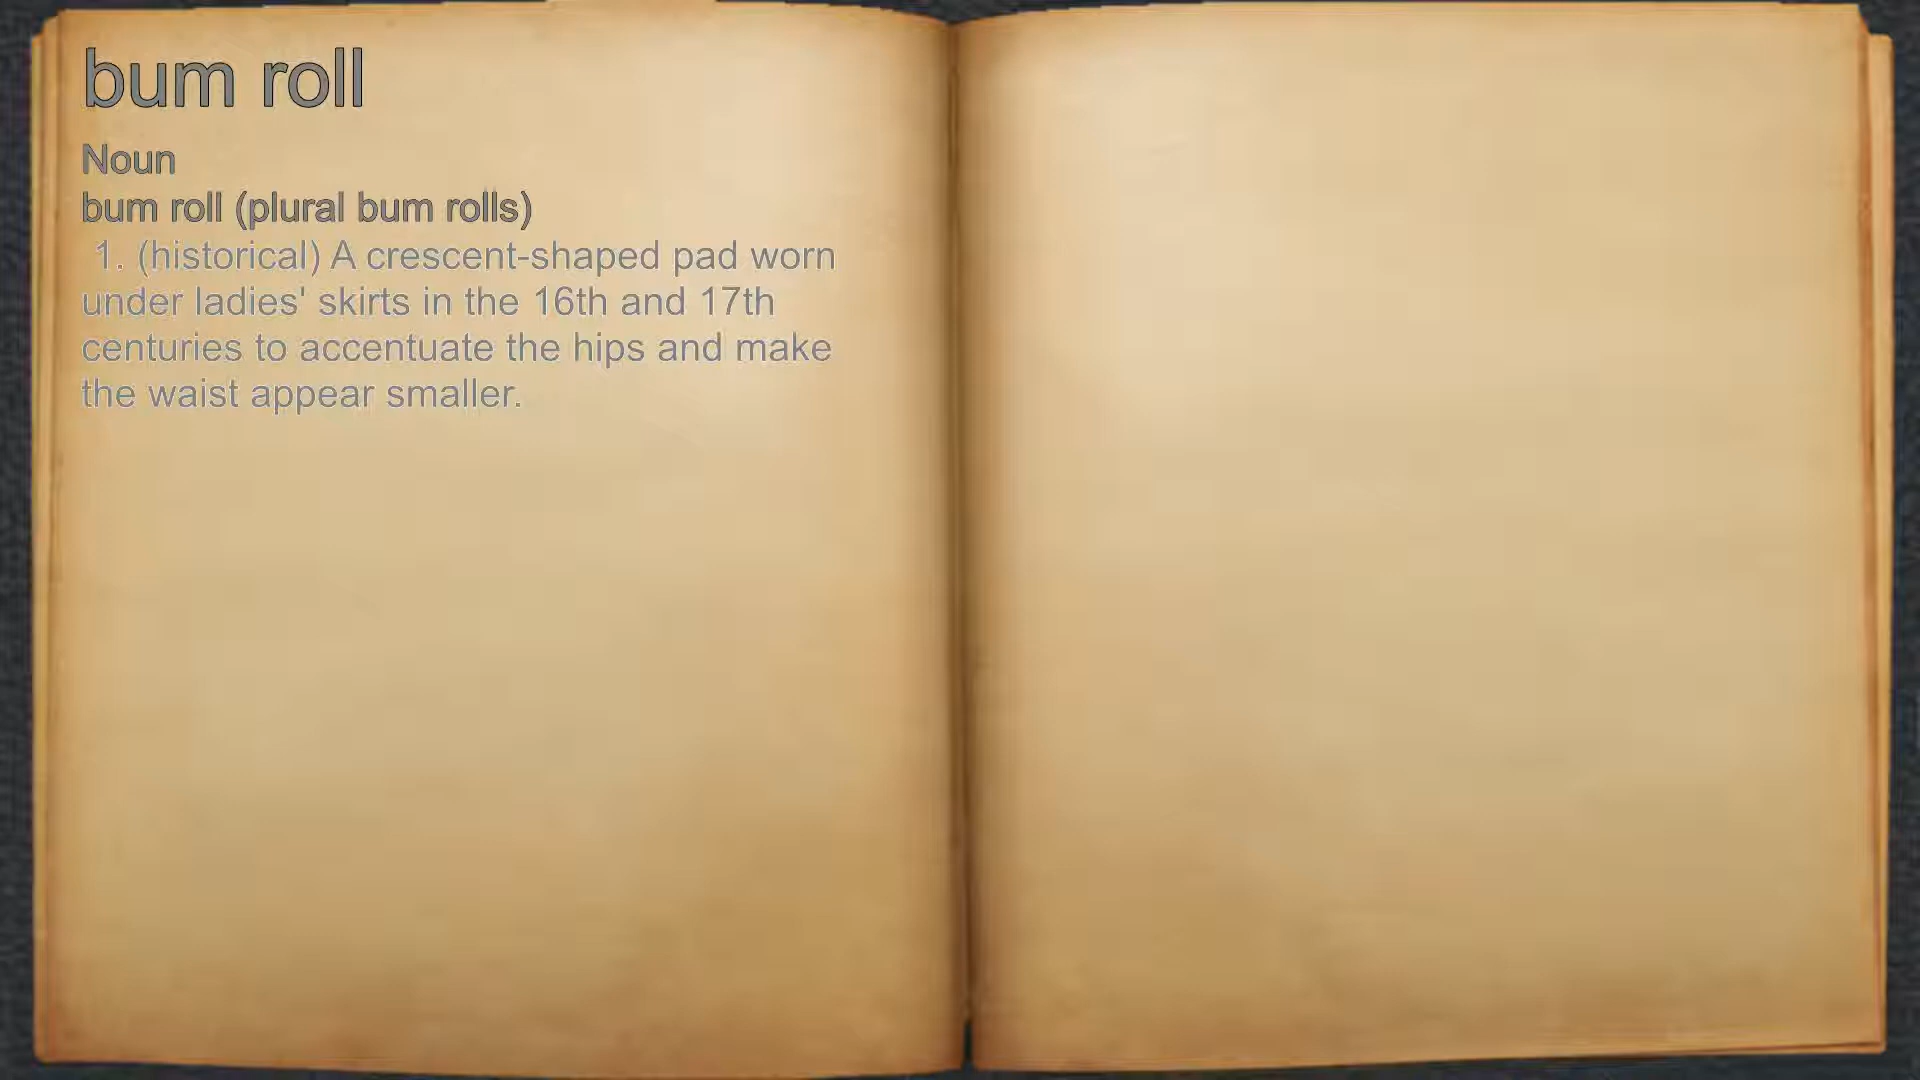 bum roll
Noun
bum roll (plural bum rolls)
1. (historical) A crescent-shaped pad worn
under ladies' skirts in the 16th and 17th
centuries to accentuate the hips and make
the waist appear smaller.